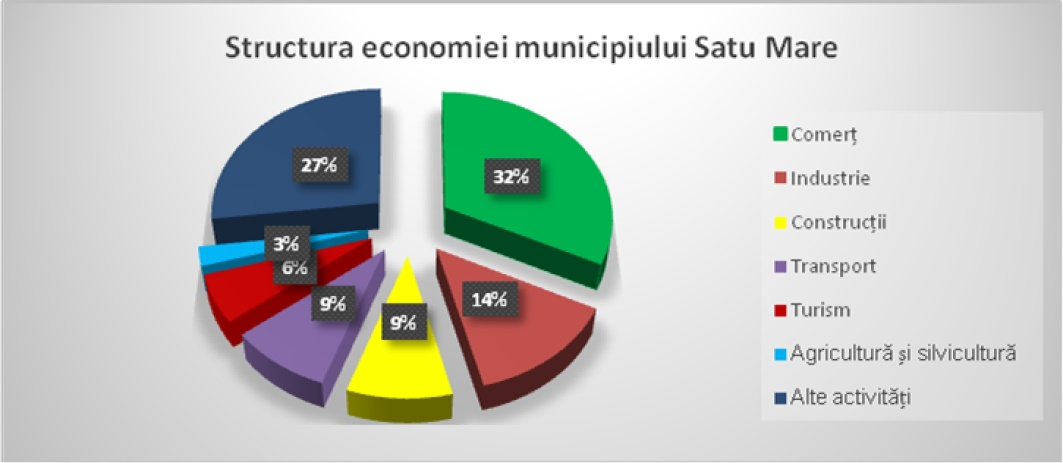 Structura economiei municipiului Satu Mare
27%
32%
3%
6%
9%
9%
14%
Comerț
Industrie
Construcții
Transport
Turism
Agricultură și silvicultură
Alte activități